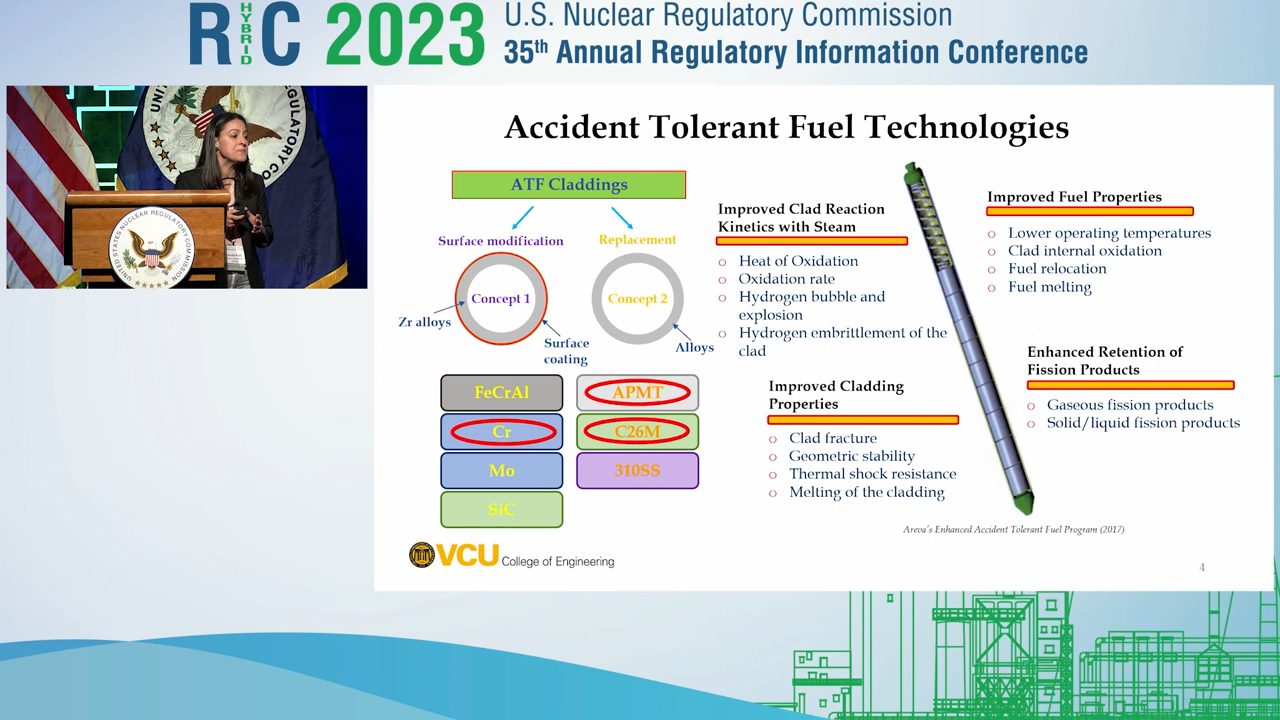 RIC 2023
HYBRID
U.S. Nuclear Regulatory Commission
35th Annual Regulatory Information Conference
UNITED STATES NUCLEAR REGULATORY COMMISSION
Accident Tolerant Fuel Technologies
ATF Claddings
Surface modification
Replacement
Concept 1
Concept 2
Zr alloys
Surface
coating
Alloys
FeCrAl
APMT
Cr
C26M
Mo
310SS
SiC
Improved Clad Reaction
Kinetics with Steam
o Heat of Oxidation
o Oxidation rate
o Hydrogen bubble and
explosion
o Hydrogen embrittlement of the
clad
Improved Cladding
Properties
o Clad fracture
o Geometric stability
o Thermal shock resistance
o Melting of the cladding
Improved Fuel Properties
o Lower operating temperatures
o Clad internal oxidation
o Fuel relocation
o Fuel melting
Enhanced Retention of
Fission Products
o Gaseous fission products
o Solid/liquid fission products
Areva's Enhanced Accident Tolerant Fuel Program (2017)
VCU College of Engineering
4